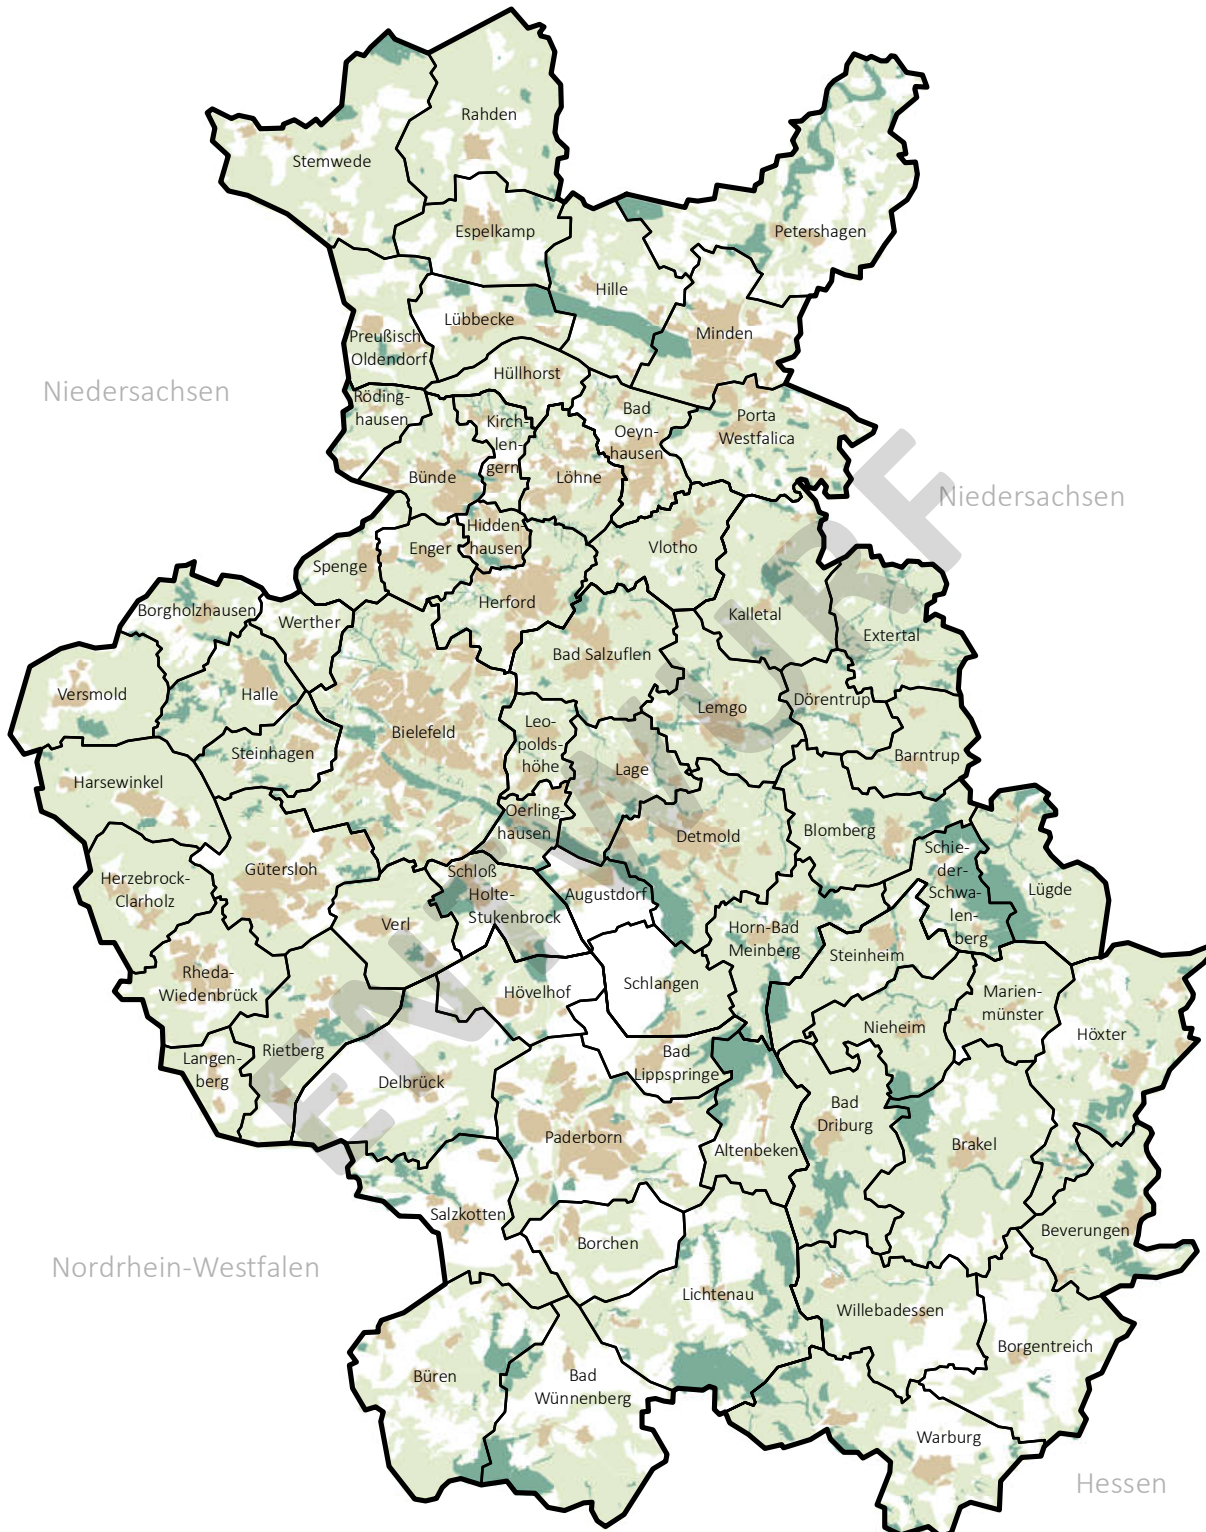 Rahden
Stemwede
Espelkamp
Petershagen
Hille
Lübbecke
Minden
Preußisch
Oldendorf
Hüllhorst
Niedersachsen
Röding-
hausen
Kirch-
len-
gern
Bad
Oeyn-
hausen
Porta
Westfalica
Bünde
Löhne
Niedersachsen
Hidden-
hausen
Enger
Vlotho
Spenge
Herford
Borgholzhausen
Werther
Kalletal
Extertal
Bad Salzuflen
Versmold
Halle
Lemgo
Dörentrup
Bielefeld
Leo-
polds-
höhe
Steinhagen
Barntrup
Lage
Harsewinkel
Oerling-
hausen
Detmold
Blomberg
Schie-
der-
Schwa-
len-
berg
Gütersloh
Herzebrock-
Clarholz
Schloß
Holte-
Stukenbrock
Augustdorf
Lügde
Verl
Horn-Bad
Meinberg
Steinheim
Rheda-
Wiedenbrück
Hövelhof
Schlangen
Marien-
münster
Nieheim
Höxter
Langen-
berg
Rietberg
Bad
Lippspringe
Delbrück
Bad
Driburg
Paderborn
Altenbeken
Brakel
Salzkotten
Beverungen
Borchen
Nordrhein-Westfalen
Lichtenau
Willebadessen
Borgentreich
Büren
Bad
Wünnenberg
Warburg
Hessen
ENTWURF